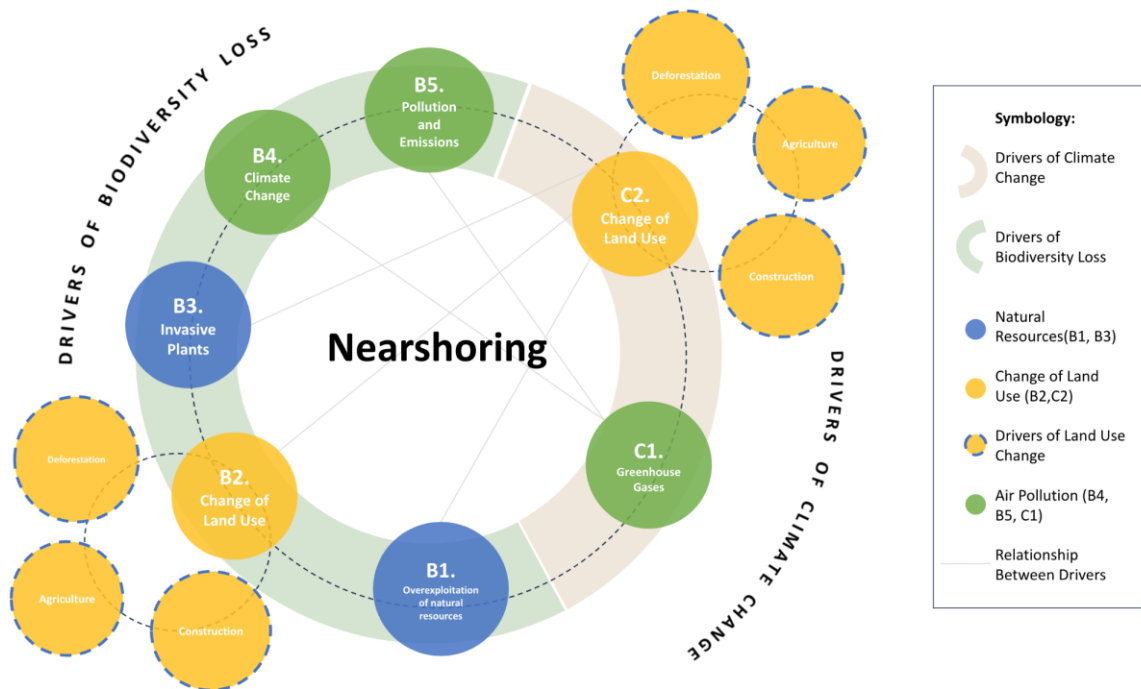 DRIVERS OF BIODIVERSITY LOSS
B5.
Pollution
and
Emissions
B4.
Climate
Change
B3.
Invasive
Plants
B2.
Change of
Land Use
B1.
Overexploitation
of natural
resources
Deforestation
Agriculture
Construction
Nearshoring
C2.
Change of
Land Use
C1.
Greenhouse
Gases
Deforestation
Agriculture
Construction
DRIVERS OF CLIMATE CHANGE
Symbology:
Drivers of Climate
Change
Drivers of
Biodiversity Loss
Natural
Resources(B1, B3)
Change of Land
Use (B2,C2)
Drivers of Land Use
Change
Air Pollution (B4,
B5, C1)
Relationship
Between Drivers